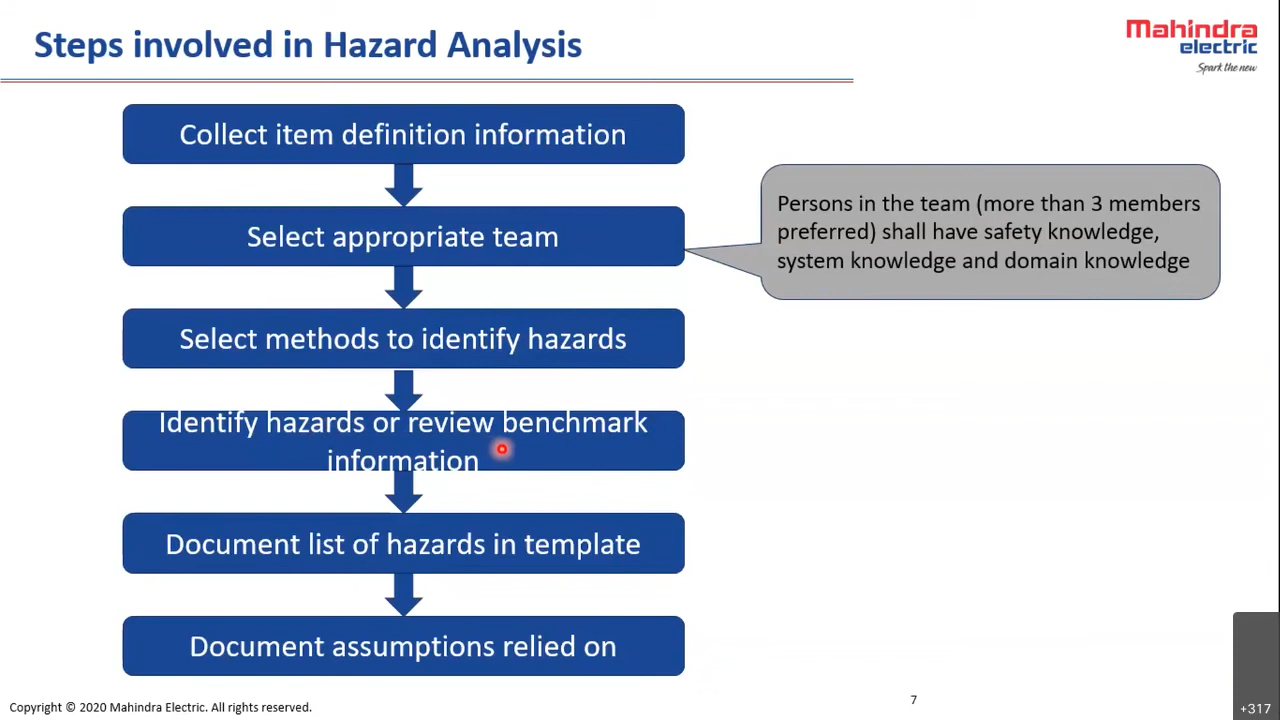 Steps involved in Hazard Analysis
Mahindra
electric
Spark the new
Collect item definition information
Select appropriate team
Persons in the team (more than 3 members
preferred) shall have safety knowledge,
system knowledge and domain knowledge
Select methods to identify hazards
Identify hazards or review benchmark
information
Document list of hazards in template
Document assumptions relied on
Copyright © 2020 Mahindra Electric. All rights reserved.
7
+317